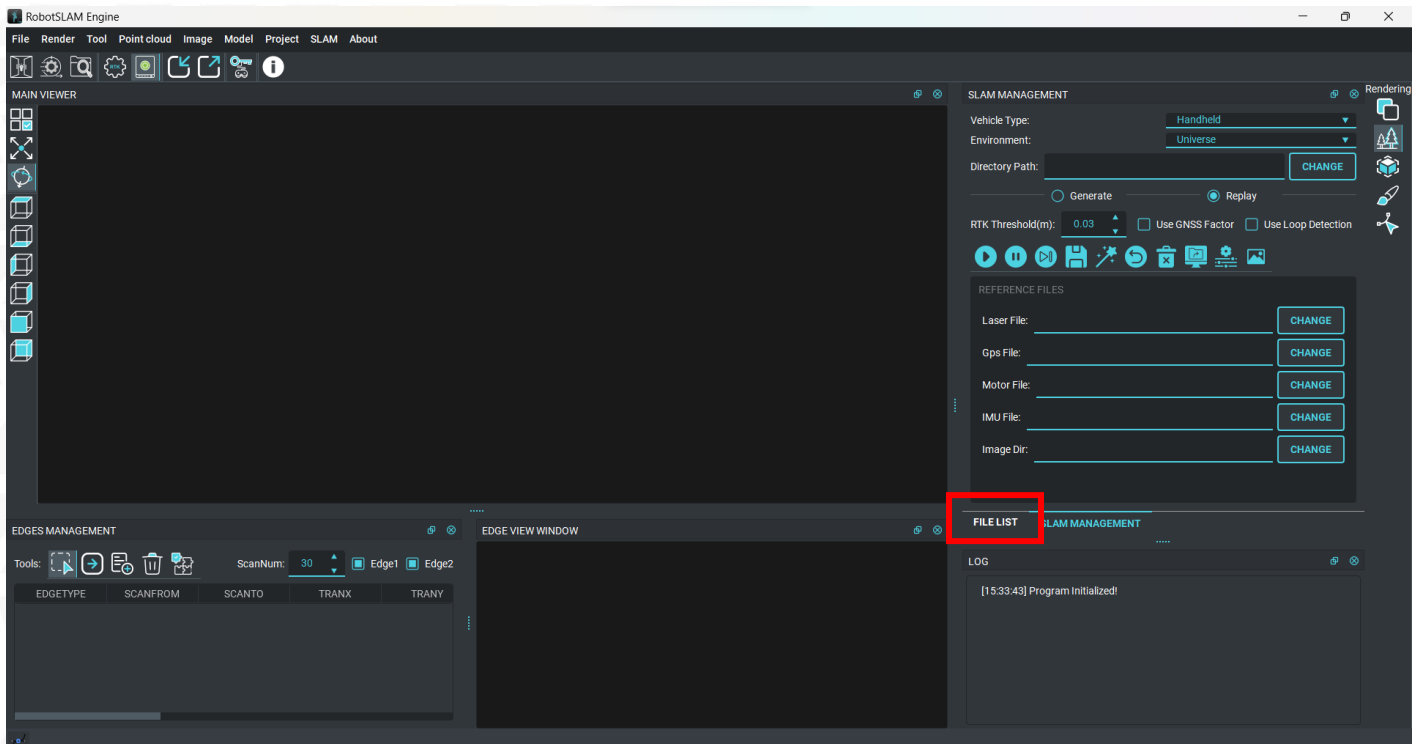 RobotSLAM Engine
File Render Tool Point cloud Image Model Project SLAM About
RTK
MAIN VIEWER
SLAM MANAGEMENT
Rendering
Vehicle Type: Handheld
Environment: Universe
Directory Path: CHANGE
Generate Replay
RTK Threshold(m): 0.03 Use GNSS Factor Use Loop Detection
REFERENCE FILES
Laser File: CHANGE
Gps File: CHANGE
Motor File: CHANGE
IMU File: CHANGE
Image Dir: CHANGE
FILE LIST SLAM MANAGEMENT
EDGES MANAGEMENT
Tools: ScanNum: 30 Edge1 Edge2
EDGETYPE SCANFROM SCANTO TRANX TRANY
EDGE VIEW WINDOW
LOG
[15:33:43] Program Initialized!